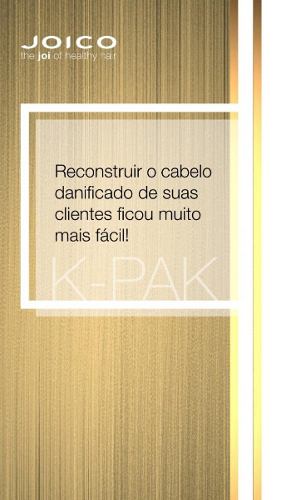 JOICO
the joi of healthy hair
Reconstruir o cabelo
danificado de suas
clientes ficou muito
mais fácil!
K-PAK